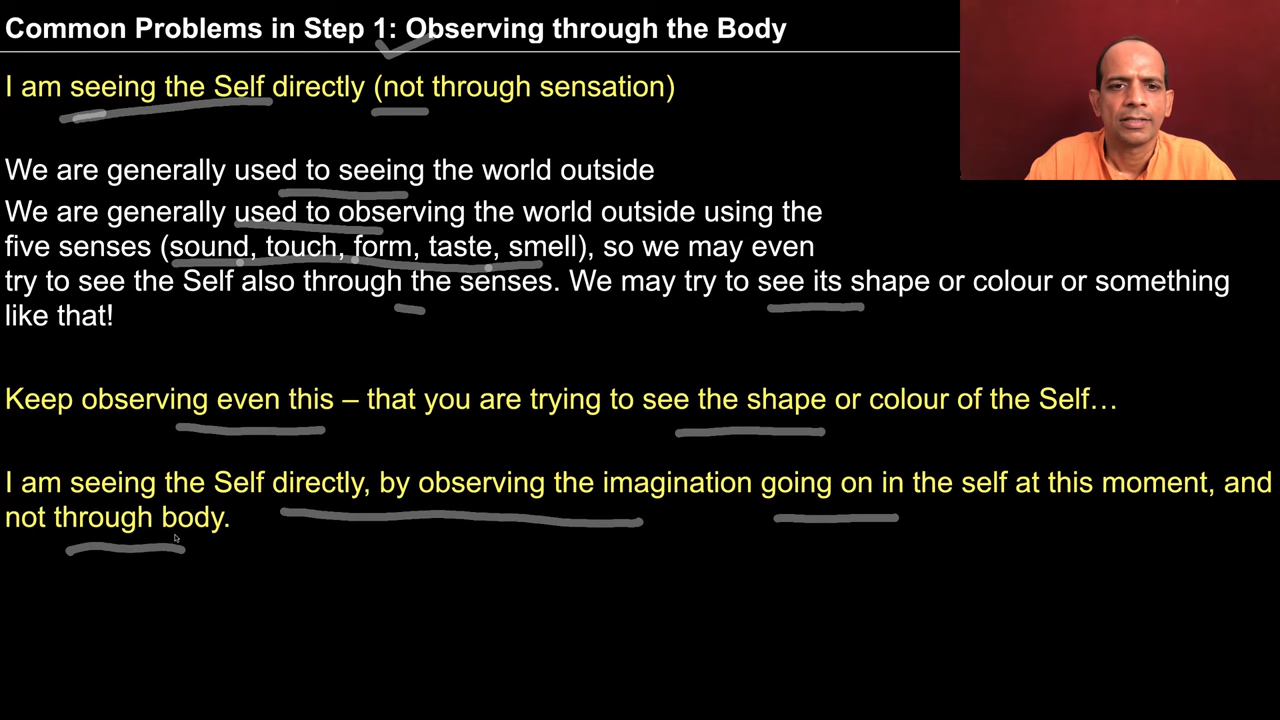 Common Problems in Step 1: Observing through the Body
I am seeing the Self directly (not through sensation)
We are generally used to seeing the world outside
We are generally used to observing the world outside using the
five senses (sound, touch, form, taste, smell), so we may even
try to see the Self also through the senses. We may try to see its shape or colour or something
like that!
Keep observing even this – that you are trying to see the shape or colour of the Self…
I am seeing the Self directly, by observing the imagination going on in the self at this moment, and
not through body.